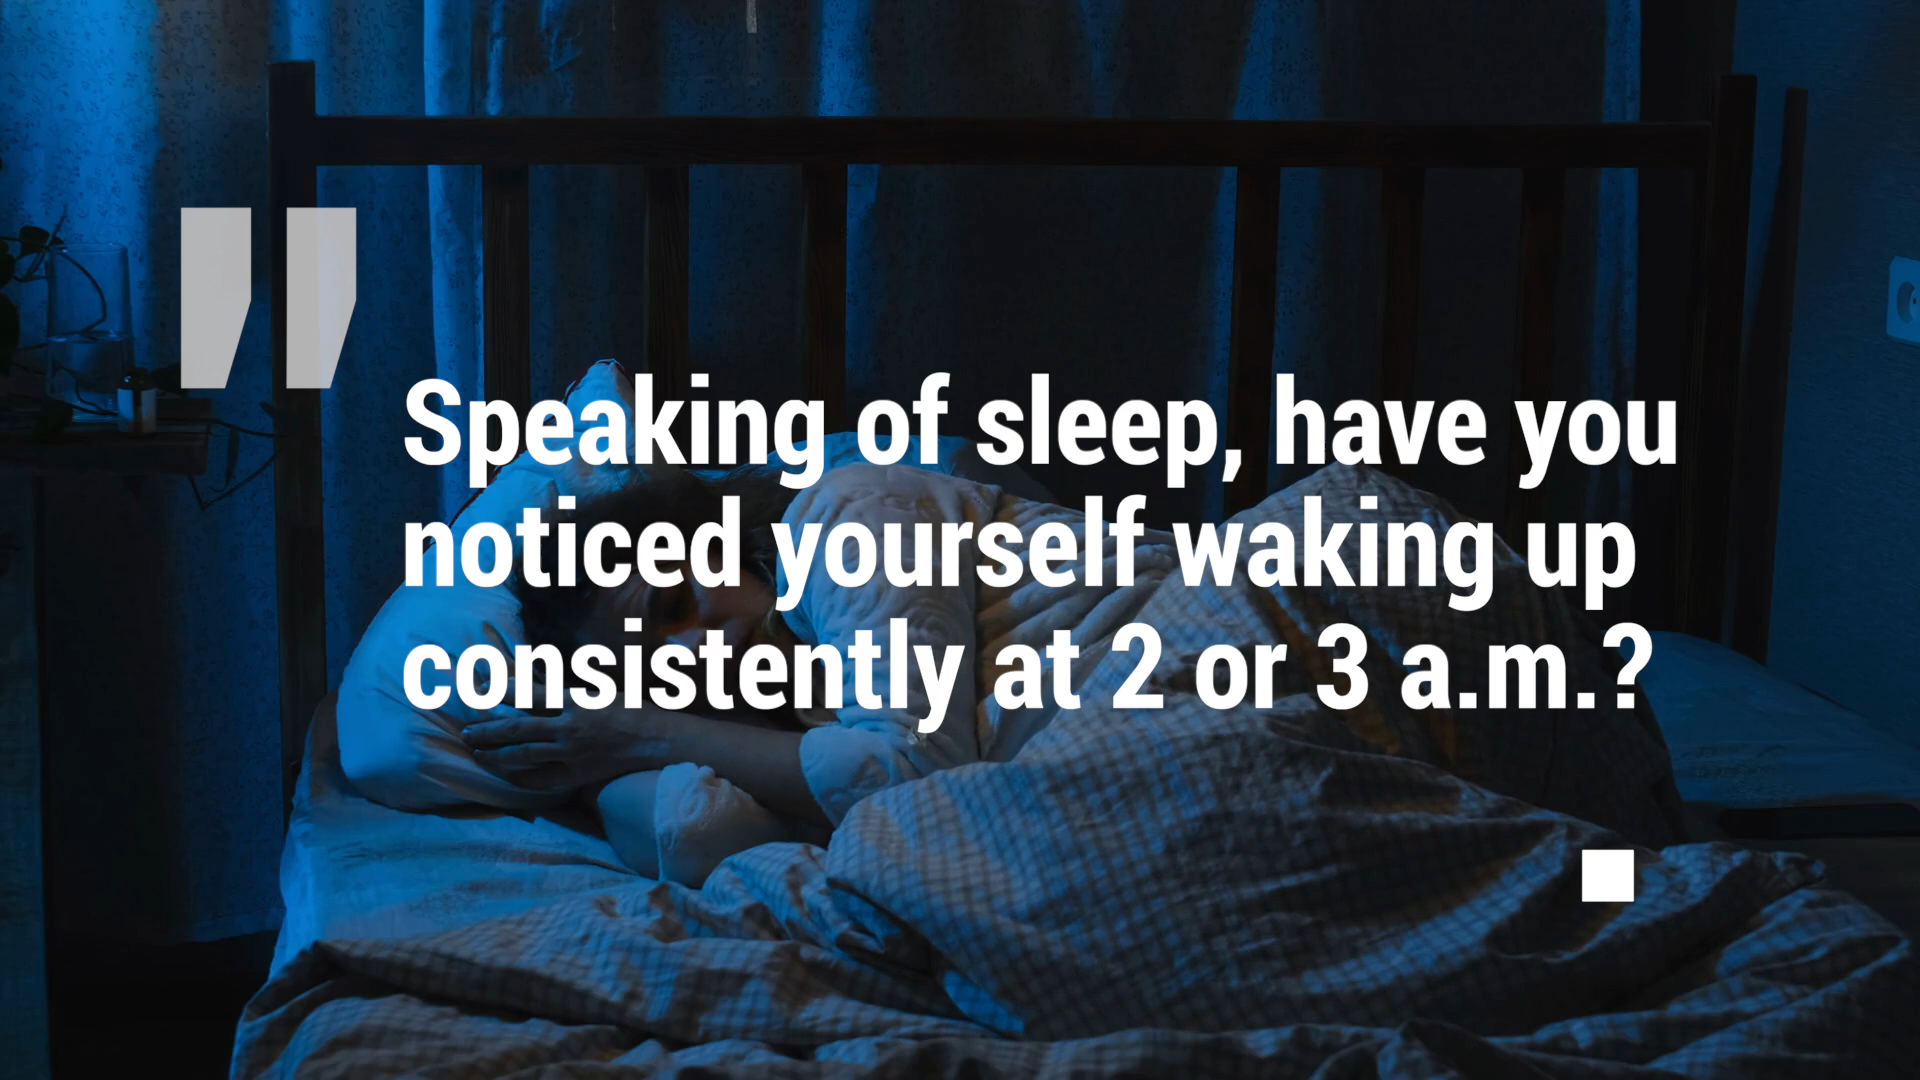 "
Speaking of sleep, have you
noticed yourself waking up
consistently at 2 or 3 a.m.?